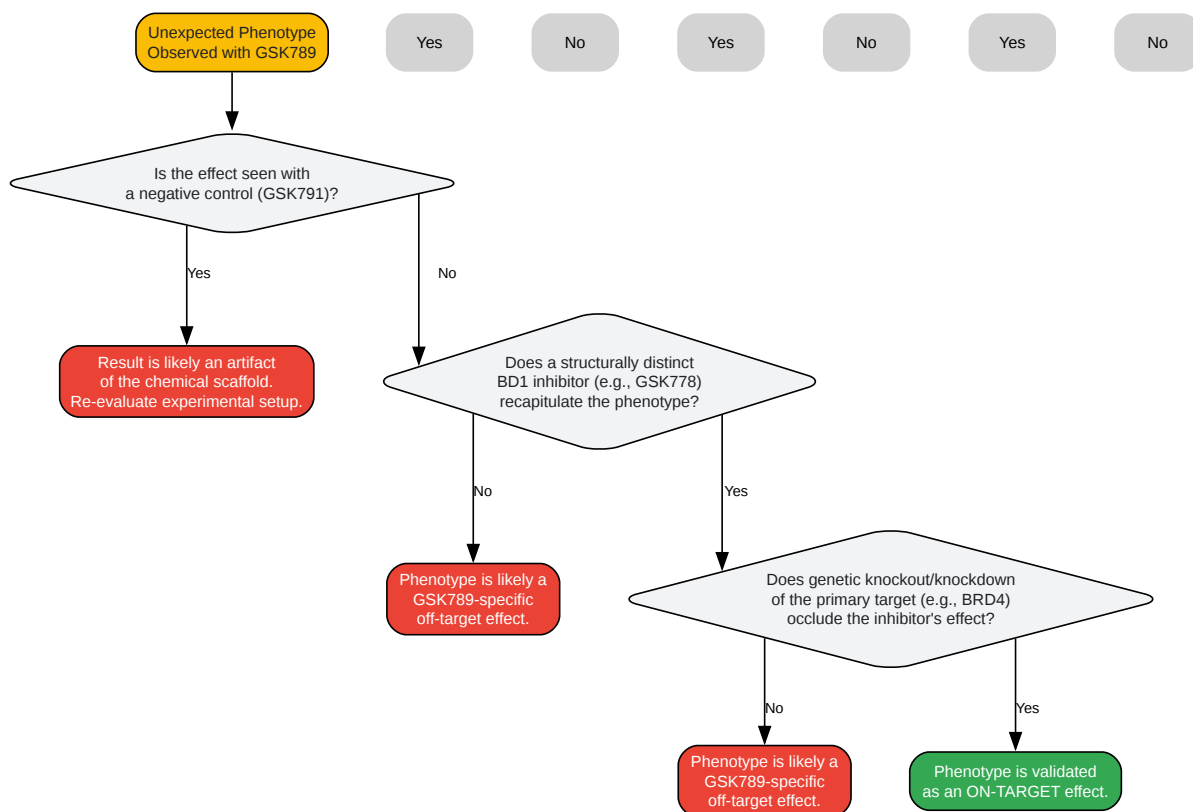 Unexpected Phenotype
Observed with GSK789
Yes
No
Yes
No
Yes
No
Is the effect seen with
a negative control (GSK791)?
Yes
No
Result is likely an artifact
of the chemical scaffold.
Re-evaluate experimental setup.
Does a structurally distinct
BD1 inhibitor (e.g., GSK778)
recapitulate the phenotype?
No
Yes
Phenotype is likely a
GSK789-specific
off-target effect.
Does genetic knockout/knockdown
of the primary target (e.g., BRD4)
occlude the inhibitor's effect?
No
Yes
Phenotype is likely a
GSK789-specific
off-target effect.
Phenotype is validated
as an ON-TARGET effect.